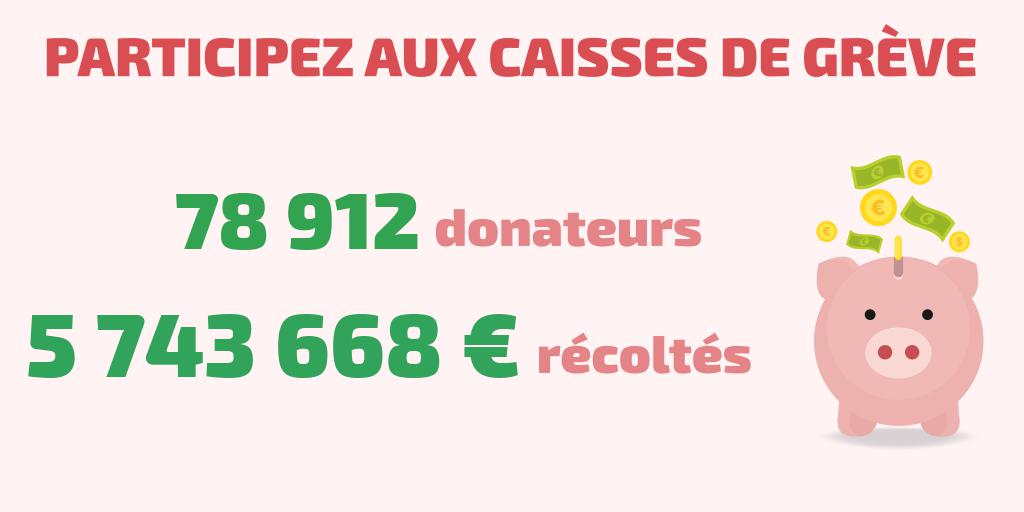 PARTICIPEZ AUX CAISSES DE GRÈVE
78 912 donateurs
5 743 668 € récoltés